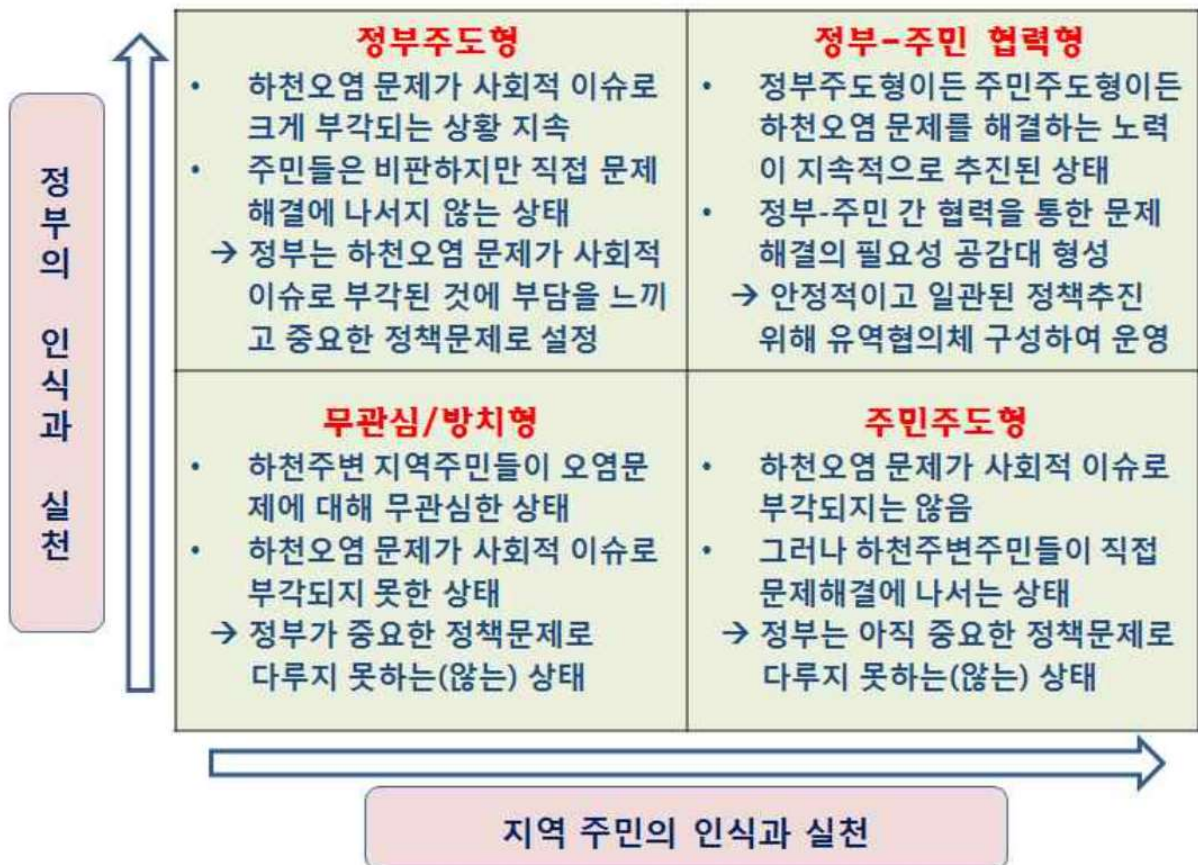 정부의 인식과 실천
정부주도형
• 하천오염 문제가 사회적 이슈로
크게 부각되는 상황 지속
• 주민들은 비판하지만 직접 문제
해결에 나서지 않는 상태
→ 정부는 하천오염 문제가 사회적
이슈로 부각된 것에 부담을 느끼
고 중요한 정책문제로 설정
정부-주민 협력형
• 정부주도형이든 주민주도형이든
하천오염 문제를 해결하는 노력
이 지속적으로 추진된 상태
• 정부-주민 간 협력을 통한 문제
해결의 필요성 공감대 형성
→ 안정적이고 일관된 정책추진
위해 유역협의체 구성하여 운영
무관심/방치형
• 하천주변 지역주민들이 오염문
제에 대해 무관심한 상태
• 하천오염 문제가 사회적 이슈로
부각되지 못한 상태
→ 정부가 중요한 정책문제로
다루지 못하는(않는) 상태
주민주도형
• 하천오염 문제가 사회적 이슈로
부각되지는 않음
• 그러나 하천주변주민들이 직접
문제해결에 나서는 상태
→ 정부는 아직 중요한 정책문제로
다루지 못하는(않는) 상태
지역 주민의 인식과 실천